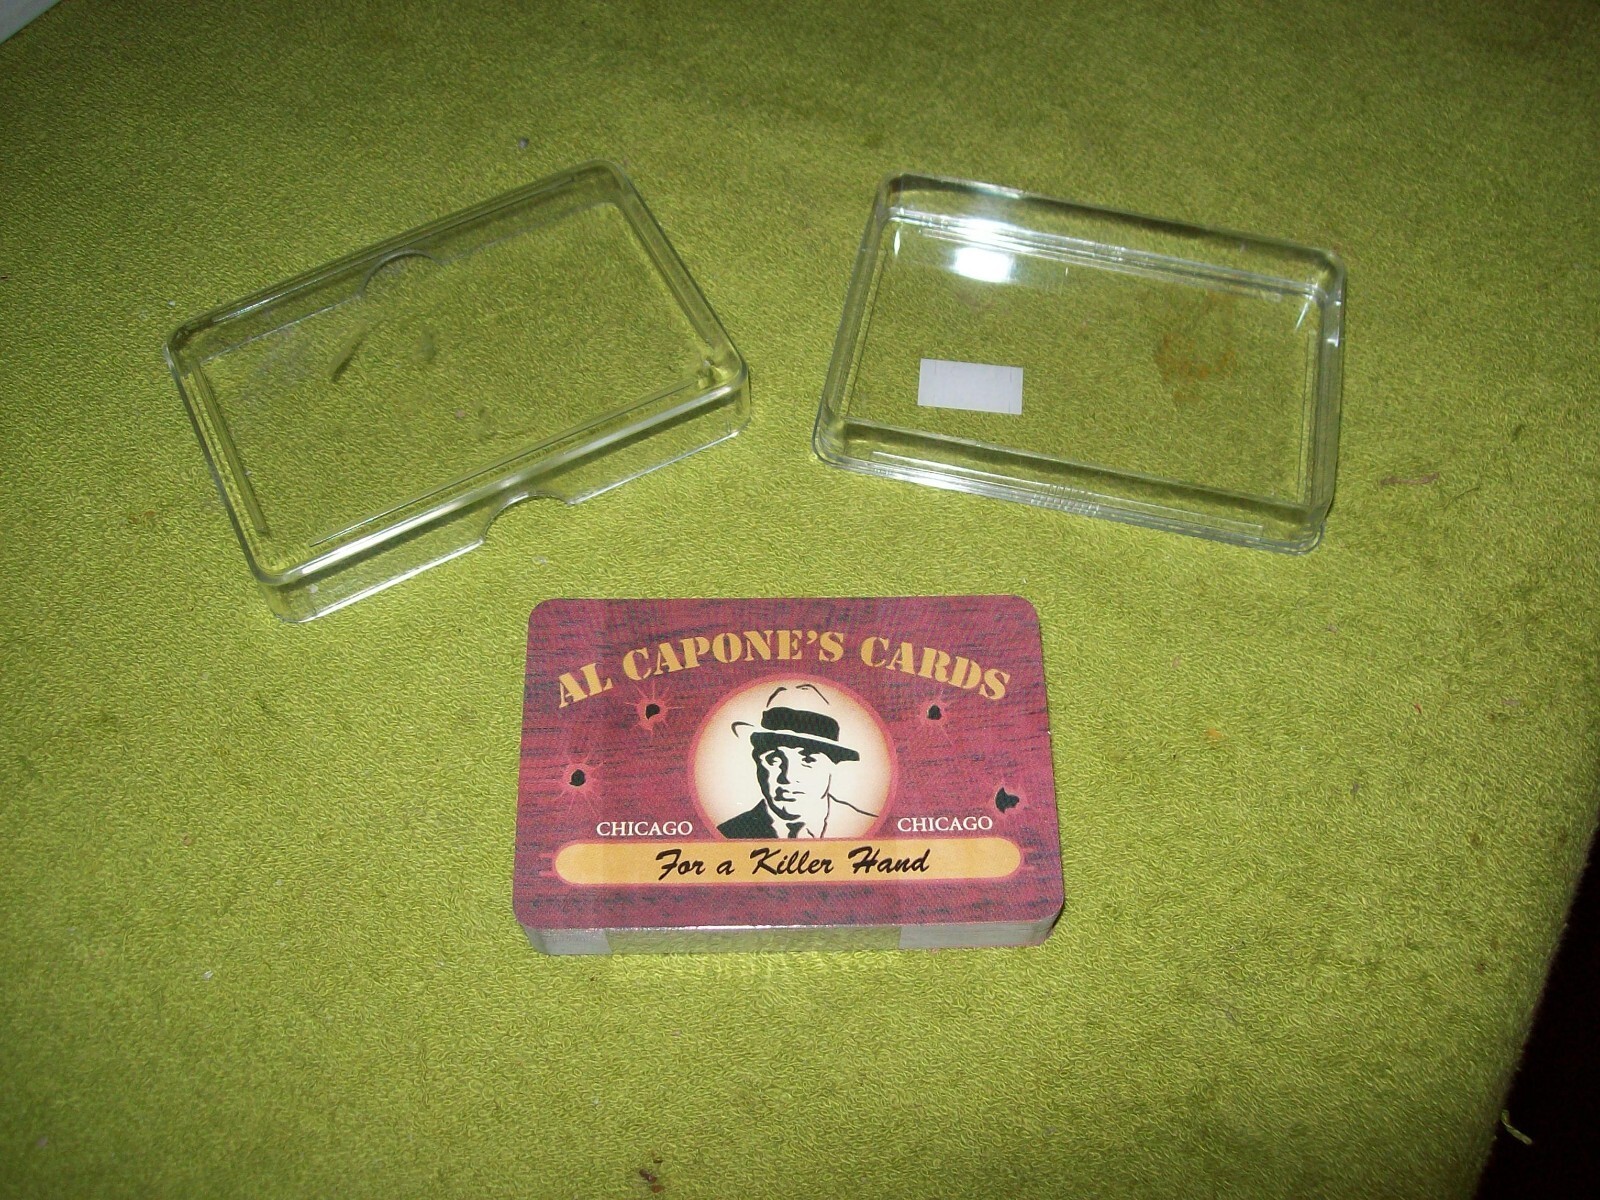 AL CAPONE'S CARDS
CHICAGO CHICAGO
For a Killer Hand